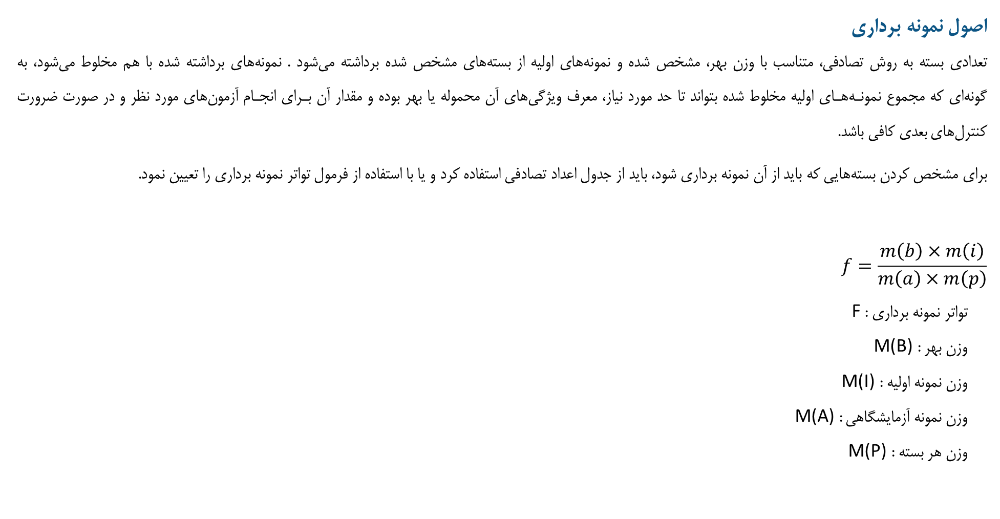 اصول نمونه برداری
تعدادی بسته به روش تصادفی، متناسب با وزن بهر، مشخص شده و نمونه‌های اولیه از بسته‌های مشخص شده برداشته می‌شود . نمونه‌های برداشته شده با هم مخلوط می‌شود، به
گونه‌ای که مجموع نمونـه‌هـای اولیه مخلوط شده بتواند تا حد مورد نیاز، معرف ویژگی‌های آن محموله یا بهر بوده و مقدار آن بـرای انجـام آزمون‌های مورد نظر و در صورت ضرورت
کنترل‌های بعدی کافی باشد.
برای مشخص کردن بسته‌هایی که باید از آن نمونه برداری شود، باید از جدول اعداد تصادفی استفاده کرد و یا با استفاده از فرمول تواتر نمونه برداری را تعیین نمود.
f = m(b) × m(i) / m(a) × m(p)
تواتر نمونه برداری : F
وزن بهر : M(B)
وزن نمونه اولیه : M(I)
وزن نمونه آزمایشگاهی : M(A)
وزن هر بسته : M(P)